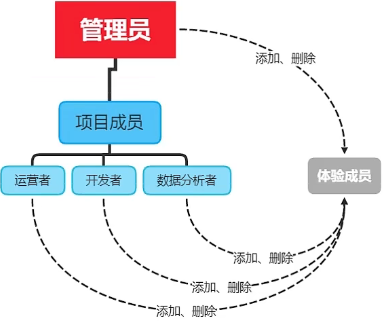 管理员
添加、删除
项目成员
运营者
开发者
数据分析者
体验成员
添加、删除
添加、删除
添加、删除